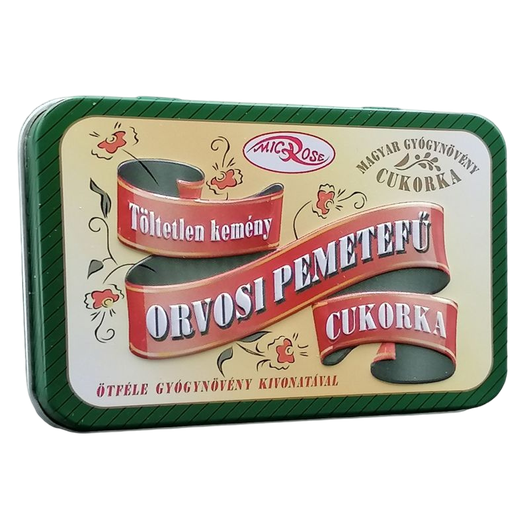 MICROSE
MAGYAR GYÓGYNÖVÉNY
CUKORKA
Töltetlen kemény
ORVOSI PEMETEFŰ
CUKORKA
ÖTFÉLE GYÓGYNÖVÉNY KIVONATÁVAL